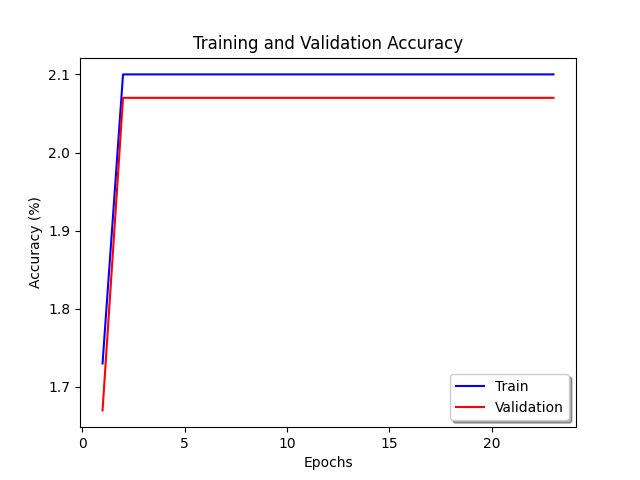 Training and Validation Accuracy
2.1
2.0
1.9
1.8
1.7
Accuracy (%)
0
5
10
15
20
Epochs
Train
Validation